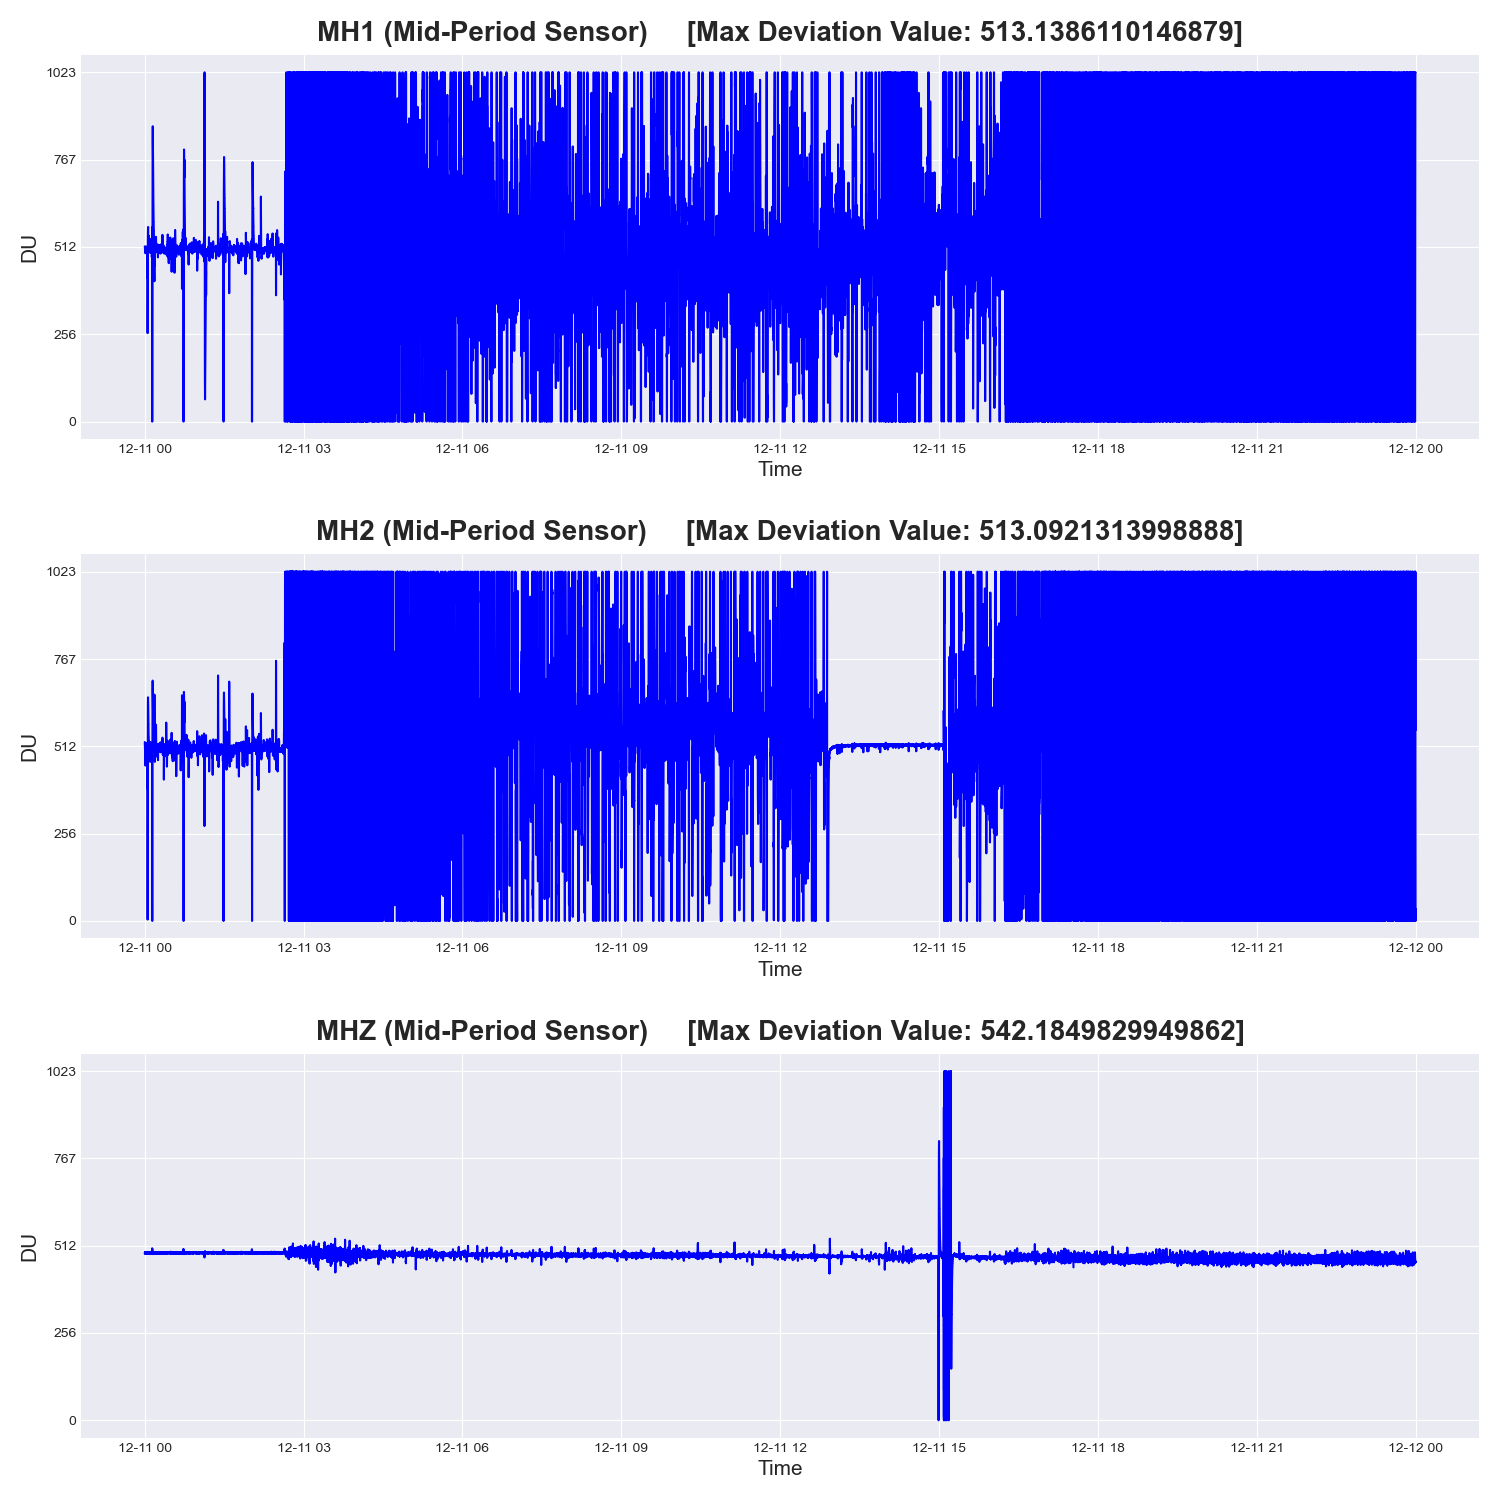 MH1 (Mid-Period Sensor) [Max Deviation Value: 513.1386110146879]
1023
767
512
256
0
DU
12-11 00 12-11 03 12-11 06 12-11 09 12-11 12 12-11 15 12-11 18 12-11 21 12-12 00
Time
MH2 (Mid-Period Sensor) [Max Deviation Value: 513.0921313998888]
1023
767
512
256
0
DU
12-11 00 12-11 03 12-11 06 12-11 09 12-11 12 12-11 15 12-11 18 12-11 21 12-12 00
Time
MHZ (Mid-Period Sensor) [Max Deviation Value: 542.1849829949862]
1023
767
512
256
0
DU
12-11 00 12-11 03 12-11 06 12-11 09 12-11 12 12-11 15 12-11 18 12-11 21 12-12 00
Time